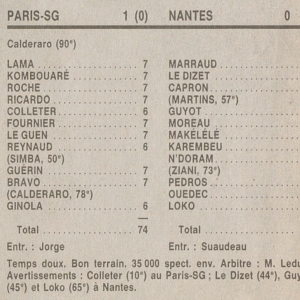 PARIS-SG 1 (0) NANTES 0
Calderaro (90°)
LAMA 7 MARRAUD
KOMBOUARÉ 7 LE DIZET
ROCHE 7 CAPRON
RICARDO 7 (MARTINS, 57°)
COLLETER 6 GUYOT
FOURNIER 7 MOREAU
LE GUEN 7 MAKÉLÉLÉ
REYNAUD 6 KAREMBEU
(SIMBA, 50°) N'DORAM
GUÉRIN 7 (ZIANI, 73°)
BRAVO 7 PEDROS
(CALDERARO, 78°) OUEDEC
GINOLA 6 LOKO
Total 74 Total
Entr. : Jorge Entr. : Suaudeau
Temps doux. Bon terrain. 35 000 spect. env. Arbitre : M. Ledu
Avertissements : Colleter (10°) au Paris-SG ; Le Dizet (44°), Guy
(45°) et Loko (65°) à Nantes.